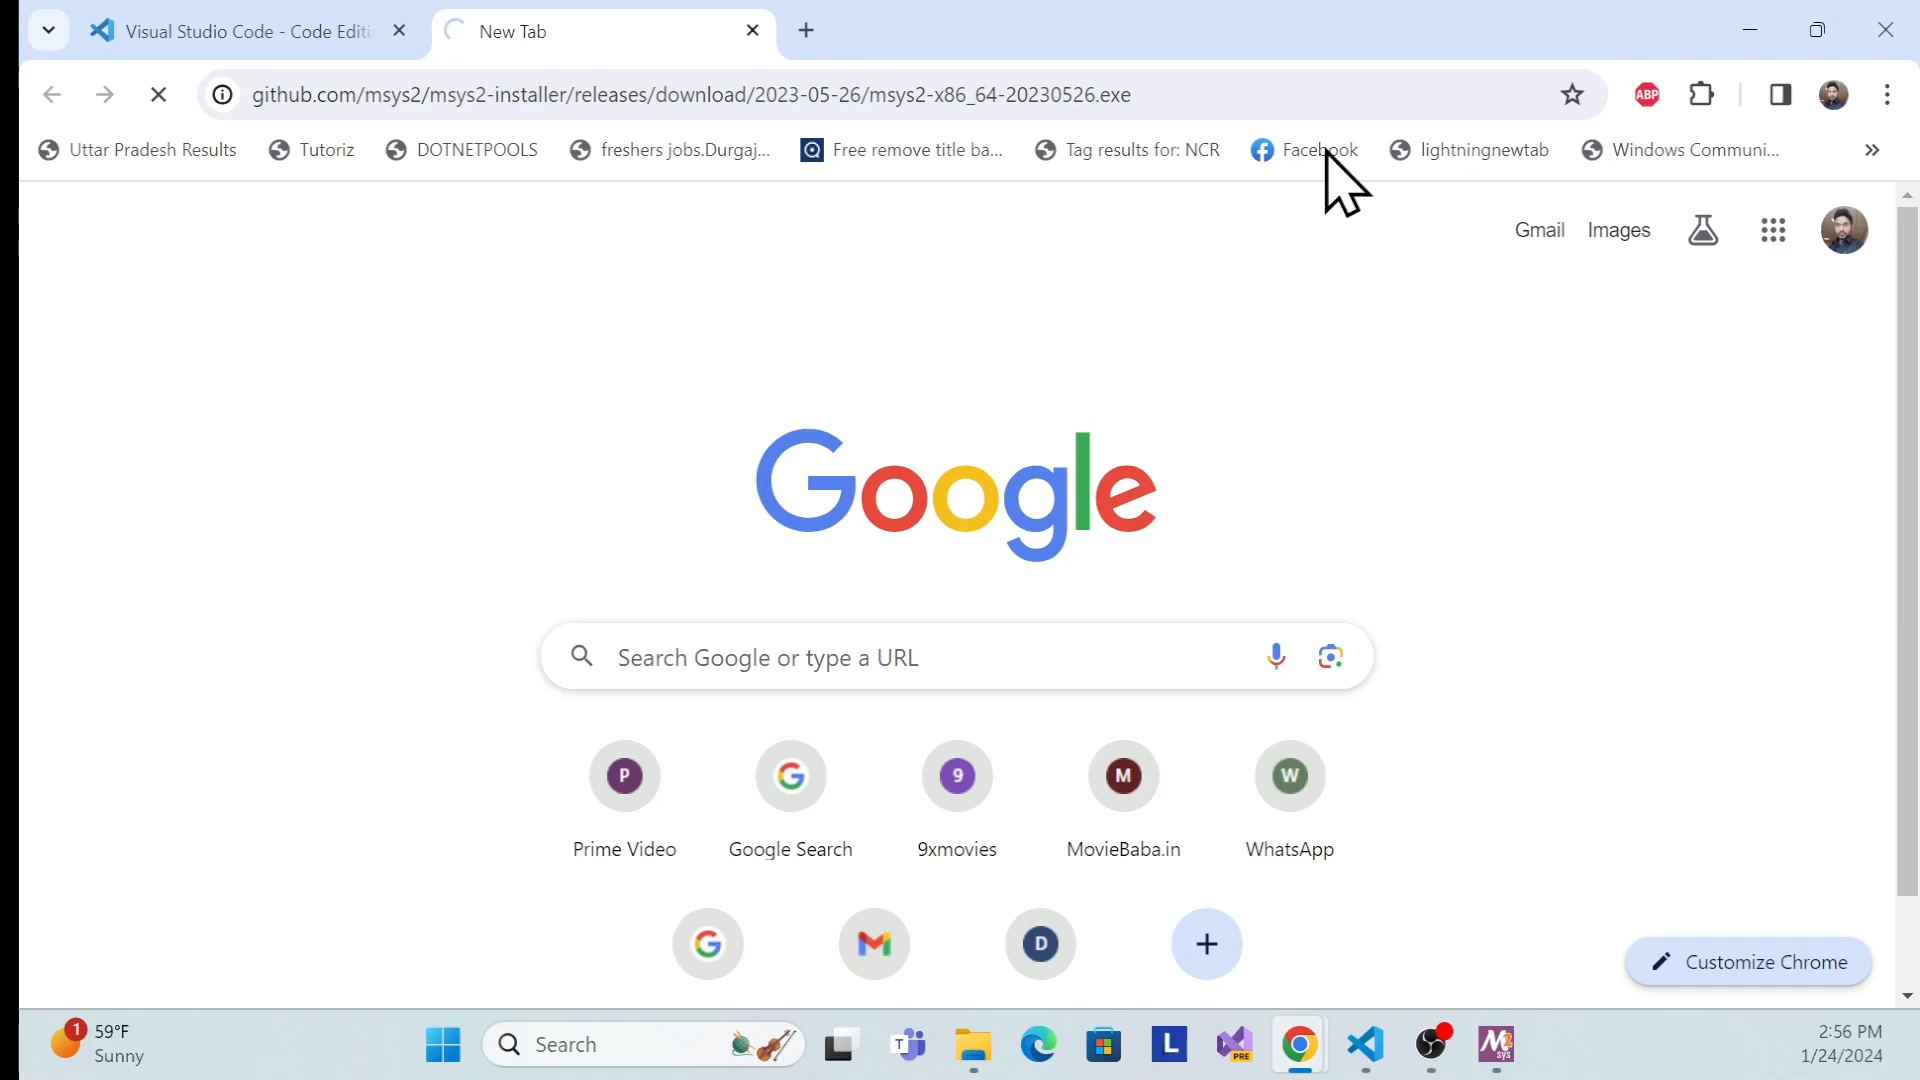 Visual Studio Code - Code Editi
New Tab
github.com/msys2/msys2-installer/releases/download/2023-05-26/msys2-x86_64-20230526.exe
ABP
Uttar Pradesh Results
Tutoriz
DOTNETPOOLS
freshers jobs.Durgaj...
Free remove title ba...
Tag results for: NCR
Facebook
lightningnewtab
Windows Communi...
»
Gmail
Images
Google
Search Google or type a URL
P
G
9
M
W
Prime Video
Google Search
9xmovies
MovieBaba.in
WhatsApp
G
M
D
+
Customize Chrome
1
59°F
Sunny
Search
T
L
PRE
M2
sys
2:56 PM
1/24/2024